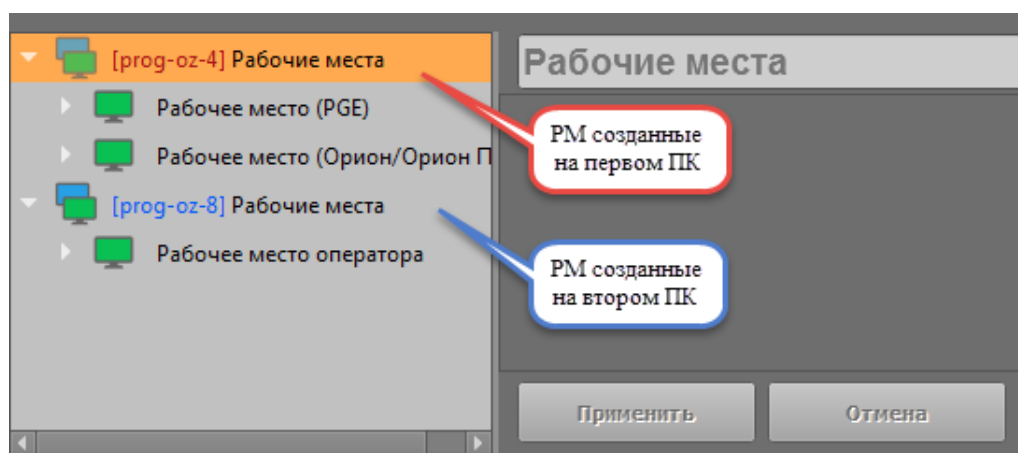 [prog-oz-4] Рабочие места
Рабочее место (PGE)
Рабочее место (Орион/Орион П
[prog-oz-8] Рабочие места
Рабочее место оператора
Рабочие места
РМ созданные
на первом ПК
РМ созданные
на втором ПК
Применить
Отмена